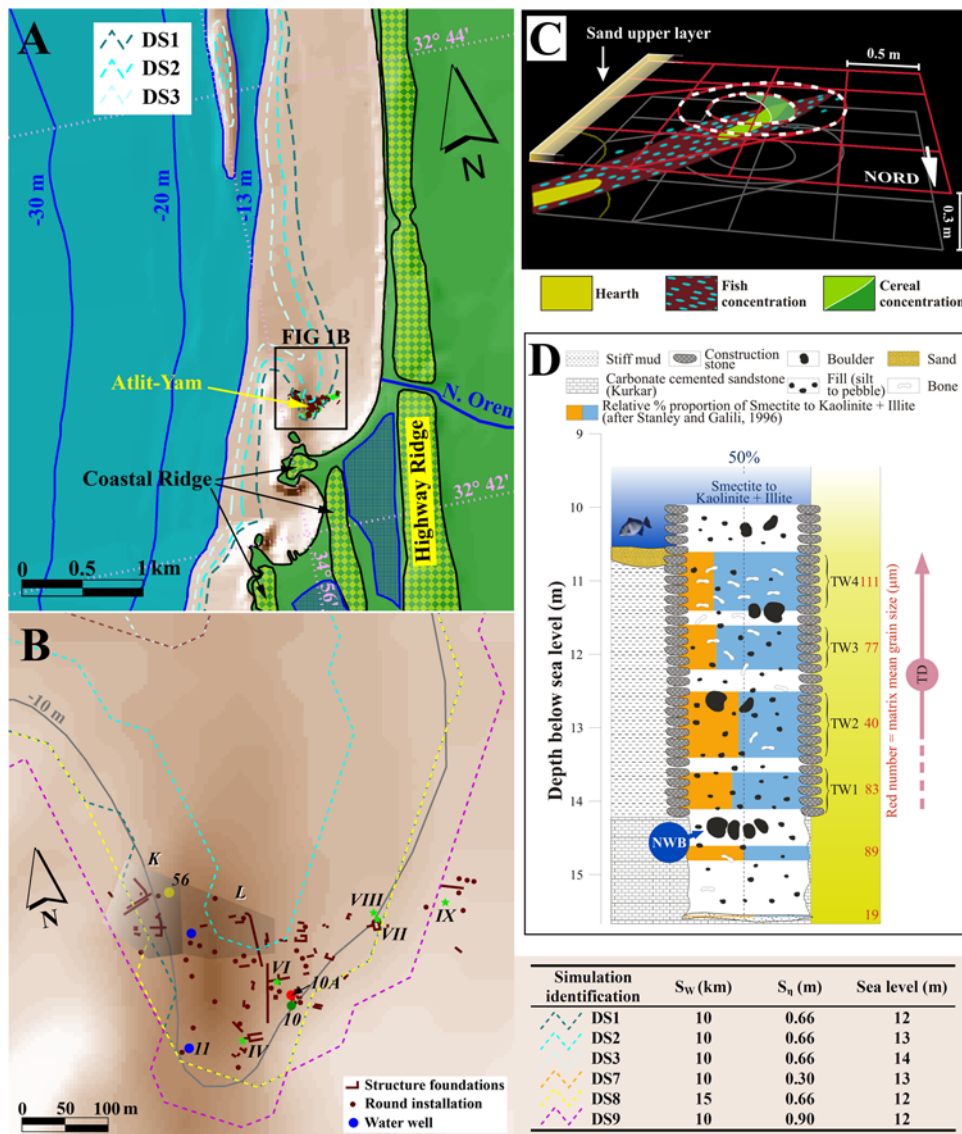 A
DS1
DS2
DS3
32° 44'
N
-30 m
-20 m
-13 m
FIG 1B
Atlit-Yam
N. Oren
Coastal Ridge
Highway Ridge
32° 42'
34° 56'
0 0.5 1 km
B
-10 m
N
K
56
L
VIII
VII
IX
VI
10A
10
11
IV
Structure foundations
Round installation
Water well
0 50 100 m
C
Sand upper layer
0.5 m
NORD
0.3 m
Hearth
Fish concentration
Cereal concentration
D
Stiff mud
Construction stone
Boulder
Sand
Carbonate cemented sandstone (Kurkar)
Fill (silt to pebble)
Bone
Relative % proportion of Smectite to Kaolinite + Illite
(after Stanley and Galili, 1996)
Depth below sea level (m)
9
10
11
12
13
14
15
50%
Smectite to
Kaolinite + Illite
TW4 111
TW3 77
TW2 40
TW1 83
89
19
NWB
Red number = matrix mean grain size (µm)
TD
Simulation identification S_W (km) S_η (m) Sea level (m)
DS1 10 0.66 12
DS2 10 0.66 13
DS3 10 0.66 14
DS7 10 0.30 13
DS8 15 0.66 12
DS9 10 0.90 12